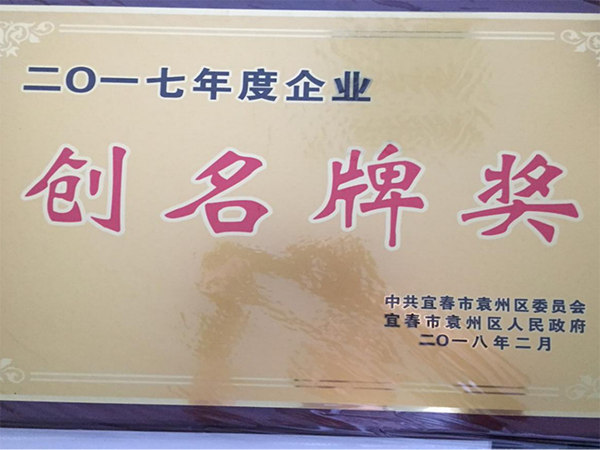 二〇一七年度企业
创名牌奖
中共宜春市袁州区委员会
宜春市袁州区人民政府
二〇一八年二月